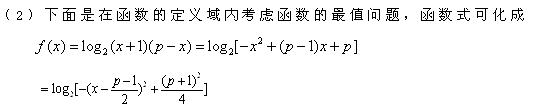 （2）下面是在函数的定义域内考虑函数的最值问题，函数式可化成
f(x)=log₂(x+1)(p−x)=log₂[−x²+(p−1)x+p]
=log₂[−(x−\frac{p−1}{2})²+\frac{(p+1)²}{4}]